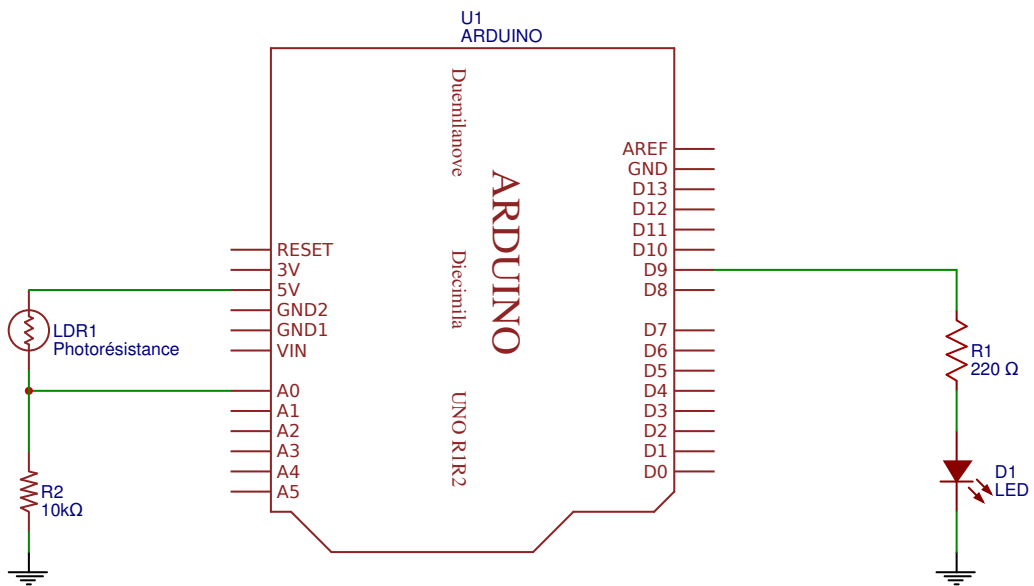 U1
ARDUINO
Duemilanove
Diecimila
UNO R1R2
ARDUINO
RESET
3V
5V
GND2
GND1
VIN
A0
A1
A2
A3
A4
A5
AREF
GND
D13
D12
D11
D10
D9
D8
D7
D6
D5
D4
D3
D2
D1
D0
LDR1
Photorésistance
R2
10kΩ
R1
220 Ω
D1
LED